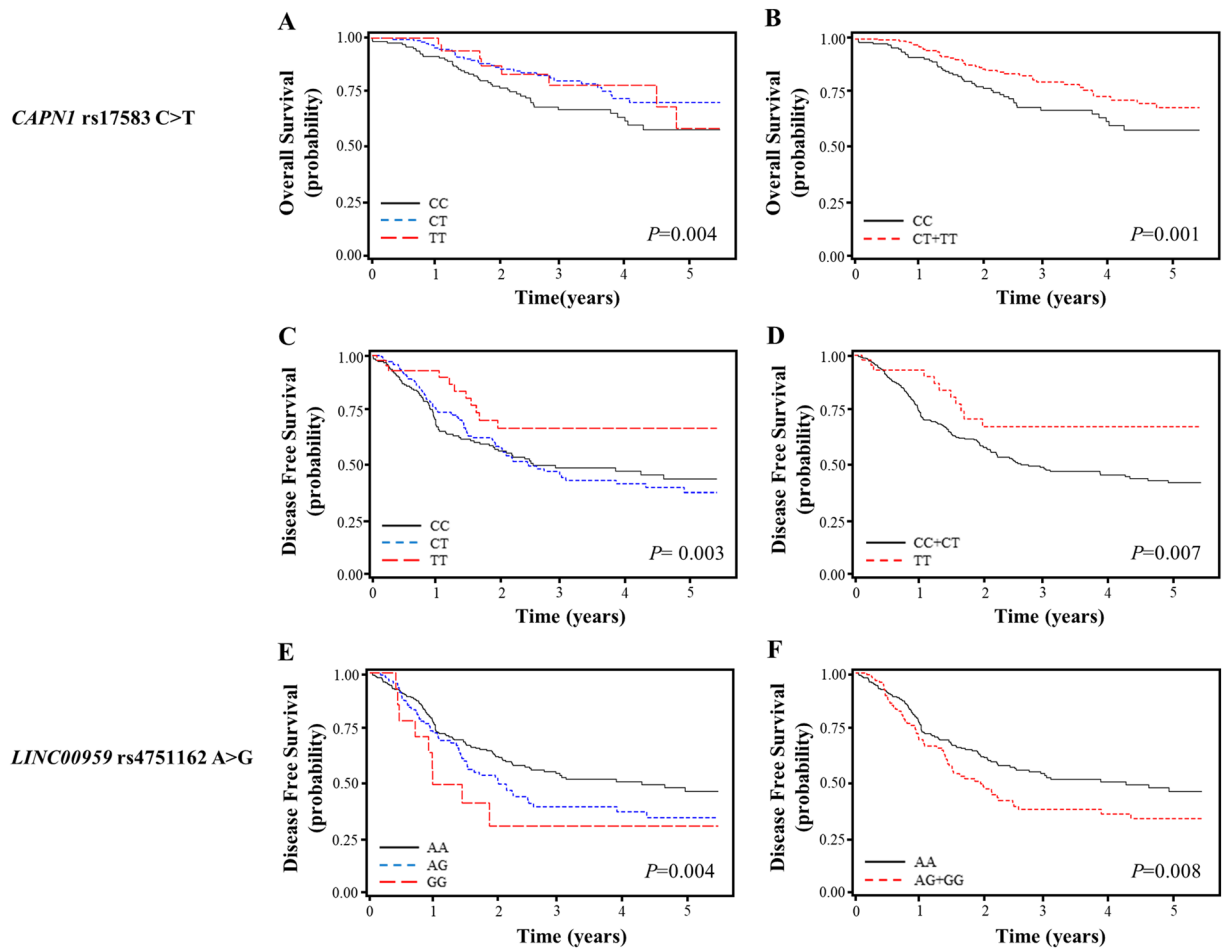 A
Overall Survival
(probability)
1.00
0.75
0.50
0.25
0.00
CC
CT
TT
P=0.004
0 1 2 3 4 5
Time(years)
B
Overall Survival
(probability)
1.00
0.75
0.50
0.25
0.00
CC
CT+TT
P=0.001
0 1 2 3 4 5
Time (years)
CAPN1 rs17583 C>T
C
Disease Free Survival
(probability)
1.00
0.75
0.50
0.25
0.00
CC
CT
TT
P= 0.003
0 1 2 3 4 5
Time (years)
D
Disease Free Survival
(probability)
1.00
0.75
0.50
0.25
0.00
CC+CT
TT
P=0.007
0 1 2 3 4 5
Time (years)
LINC00959 rs4751162 A>G
E
Disease Free Survival
(probability)
1.00
0.75
0.50
0.25
0.00
AA
AG
GG
P=0.004
0 1 2 3 4 5
Time (years)
F
Disease Free Survival
(probability)
1.00
0.75
0.50
0.25
0.00
AA
AG+GG
P=0.008
0 1 2 3 4 5
Time (years)